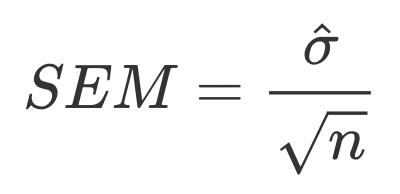 SEM = σ̂ / √n